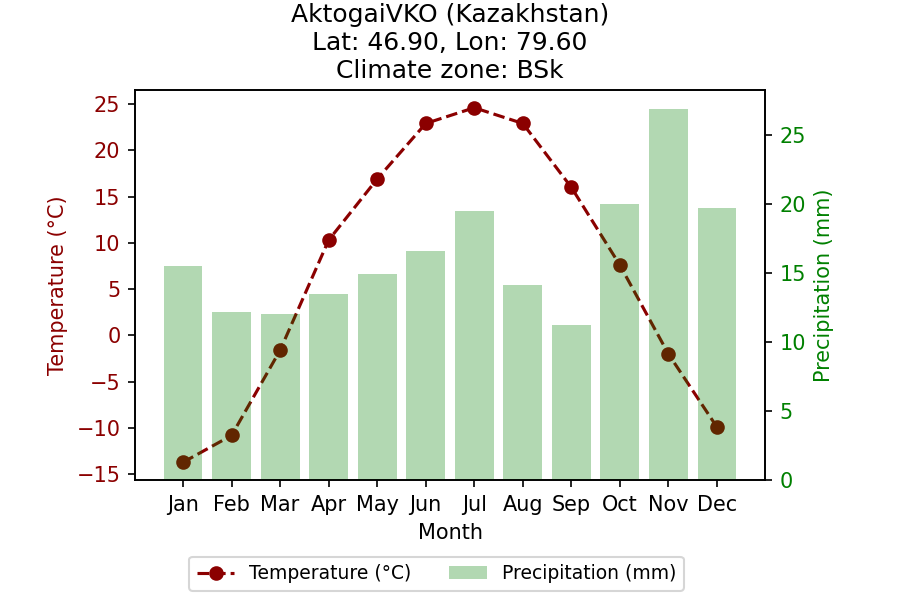 AktogaiVKO (Kazakhstan)
Lat: 46.90, Lon: 79.60
Climate zone: BSk
Temperature (°C)
25
20
15
10
5
0
−5
−10
−15
Precipitation (mm)
25
20
15
10
5
0
Jan Feb Mar Apr May Jun Jul Aug Sep Oct Nov Dec
Month
Temperature (°C) Precipitation (mm)